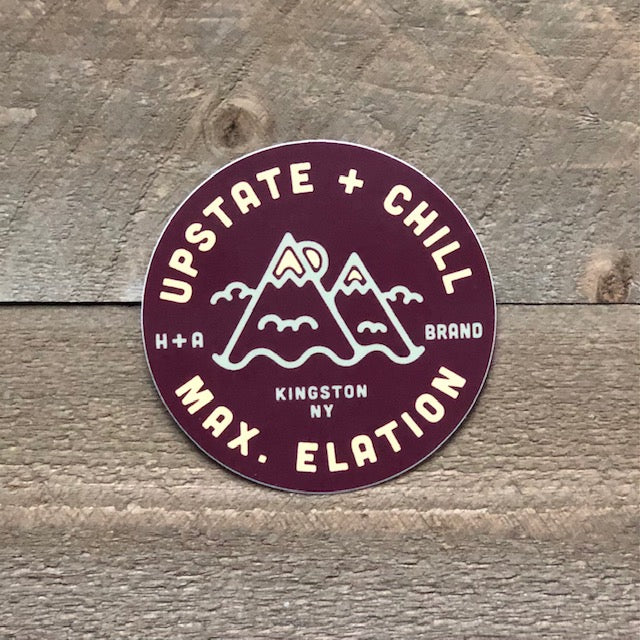 UPSTATE + CHILL
H+A
BRAND
KINGSTON
NY
MAX. ELATION